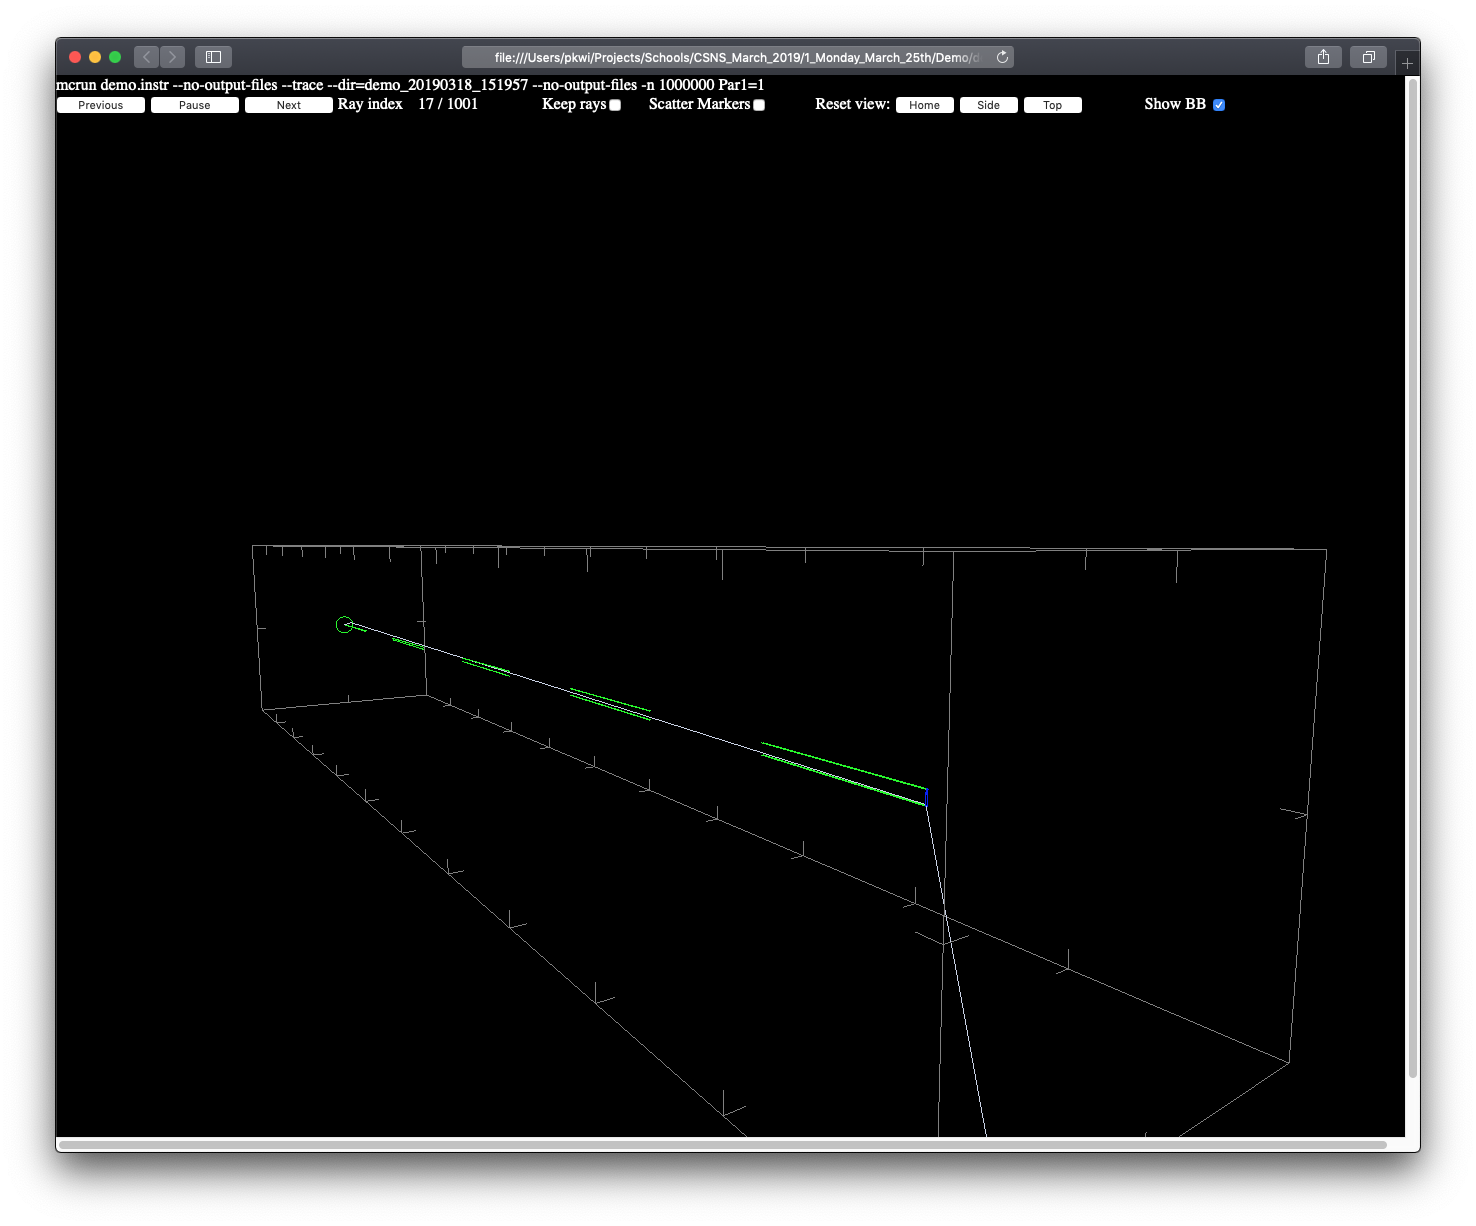 file:///Users/pkwi/Projects/Schools/CSNS_March_2019/1_Monday_March_25th/Demo/d
mcrun demo.instr --no-output-files --trace --dir=demo_20190318_151957 --no-output-files -n 1000000 Par1=1
Previous Pause Next Ray index 17 / 1001 Keep rays Scatter Markers Reset view: Home Side Top Show BB